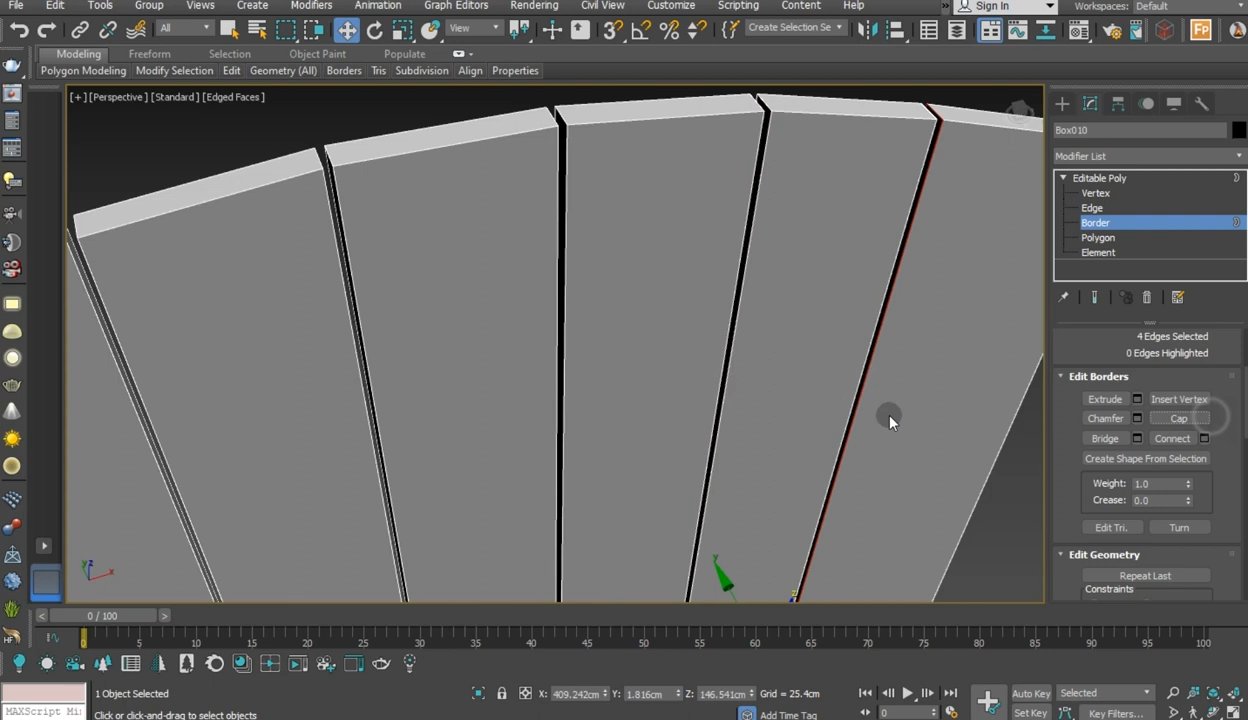 File Edit Tools Group Views Create Modifiers Animation Graph Editors Rendering Civil View Customize Scripting Content Help Sign In Workspaces: Default
All View Create Selection Se Fp
Modeling Freeform Selection Object Paint Populate
Polygon Modeling Modify Selection Edit Geometry (All) Borders Tris Subdivision Align Properties
[+] [Perspective] [Standard] [Edged Faces]
Box010
Modifier List
Editable Poly
Vertex
Edge
Border
Polygon
Element
4 Edges Selected
0 Edges Highlighted
Edit Borders
Extrude Insert Vertex
Chamfer Cap
Bridge Connect
Create Shape From Selection
Weight: 1.0
Crease: 0.0
Edit Tri. Turn
Edit Geometry
Repeat Last
Constraints
y
z
x
< 0 / 100 >
0 5 10 15 20 25 30 35 40 45 50 55 60 65 70 75 80 85 90 95 100
HF
1 Object Selected X: 409.242cm Y: 1.816cm Z: 146.541cm Grid = 25.4cm Auto Key Selected
MAXScript Mi Click or click-and-drag to select objects Add Time Tag 0 Set Key Key Filters...